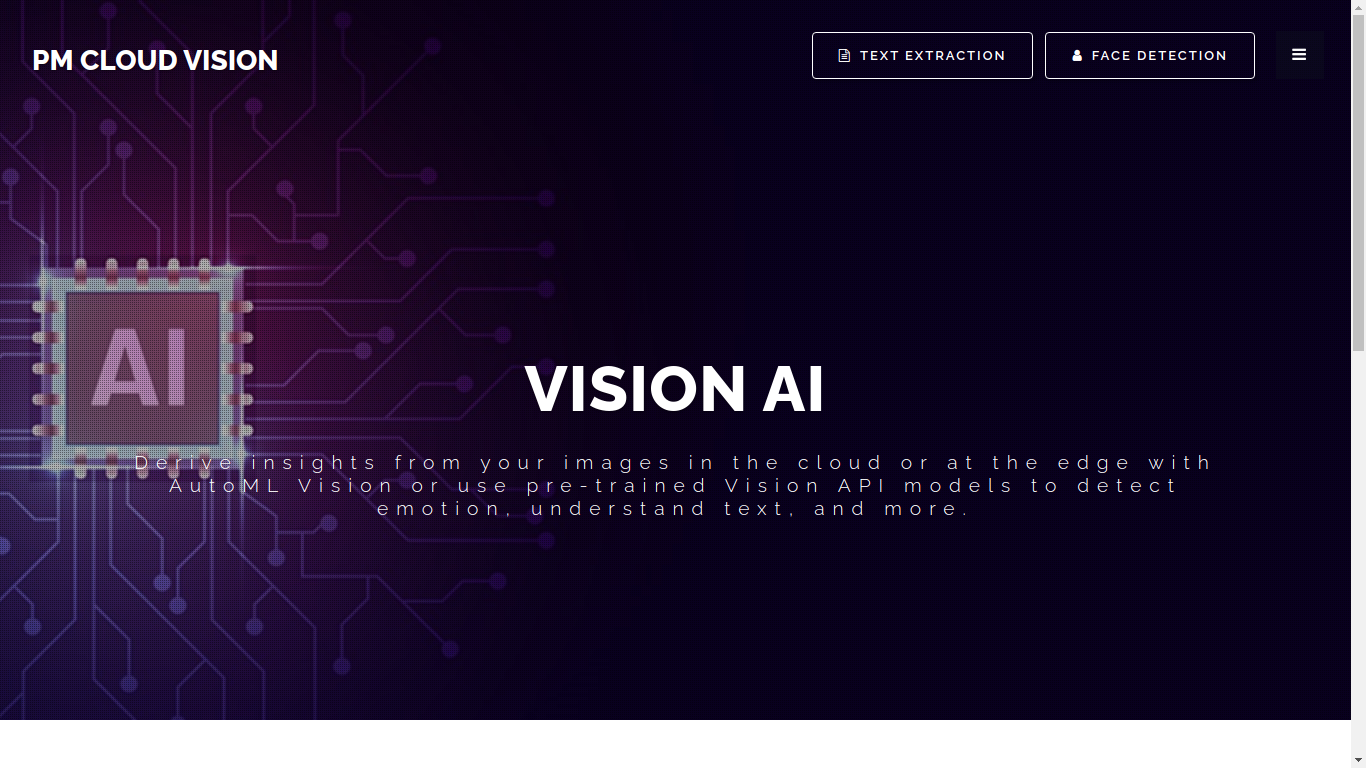 PM CLOUD VISION
TEXT EXTRACTION
FACE DETECTION
AI
VISION AI
Derive insights from your images in the cloud or at the edge with
AutoML Vision or use pre-trained Vision API models to detect
emotion, understand text, and more.